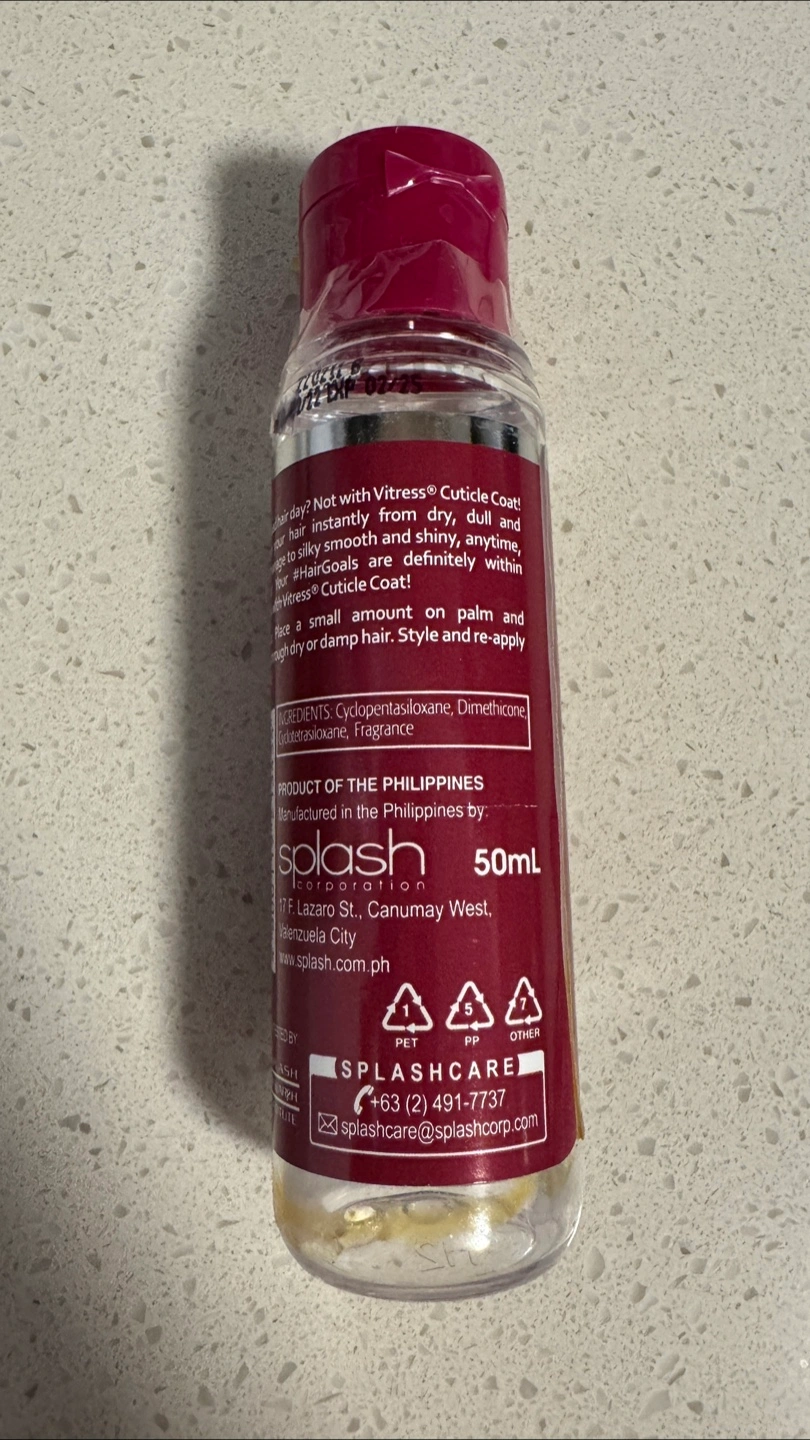 EXP 02/25
hair day? Not with Vitress® Cuticle Coat!
your hair instantly from dry, dull and
to silky smooth and shiny, anytime,
Your #HairGoals are definitely within
with Vitress® Cuticle Coat!
Place a small amount on palm and
dry or damp hair. Style and re-apply
INGREDIENTS: Cyclopentasiloxane, Dimethicone,
Cyclotetrasiloxane, Fragrance
PRODUCT OF THE PHILIPPINES
Manufactured in the Philippines by:
splash
corporation
50mL
17 F. Lazaro St., Canumay West,
Valenzuela City
www.splash.com.ph
1 5 7
PET PP OTHER
SPLASHCARE
+63 (2) 491-7737
splashcare@splashcorp.com